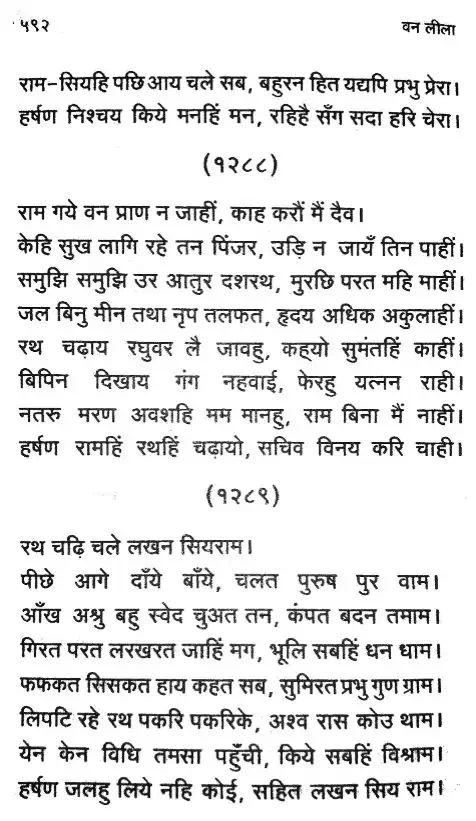 ५९२ वन लीला
राम-सियहि पछि आय चले सब, बहुरन हित यद्यपि प्रभु प्रेरा।
हर्षण निश्चय किये मनहिं मन, रहिहै सँग सदा हरि चेरा।
(१२८८)
राम गये वन प्राण न जाहीं, काह करौं मैं दैव।
केहि सुख लागि रहे तन पिंजर, उड़ि न जायँ तिन पाहीं।
समुझि समुझि उर आतुर दशरथ, मुरछि परत महि माहीं।
जल बिनु मीन तथा नृप तलफत, हृदय अधिक अकुलाहीं।
रथ चढ़ाय रघुवर लै जावहु, कह्यो सुमंतहिं काहीं।
बिपिन दिखाय गंग नहवाई, फेरहु यत्नन राही।
नतरु मरण अवशहि मम मानहु, राम बिना मैं नाहीं।
हर्षण रामहिं रथहिं चढ़ायो, सचिव विनय करि चाही।
(१२८९)
रथ चढ़ि चले लखन सियराम।
पीछे आगे दाँये बाँये, चलत पुरुष पुर वाम।
आँख अश्रु बहु स्वेद चुअत तन, कंपत बदन तमाम।
गिरत परत लरखरत जाहिं मग, भूलि सबहिं धन धाम।
फफकत सिसकत हाय कहत सब, सुमिरत प्रभु गुण ग्राम।
लिपटि रहे रथ पकरि पकरिके, अश्व रास कोउ थाम।
येन केन विधि तमसा पहुँची, किये सबहिं विश्राम।
हर्षण जलहु लिये नहि कोई, सहित लखन सिय राम।